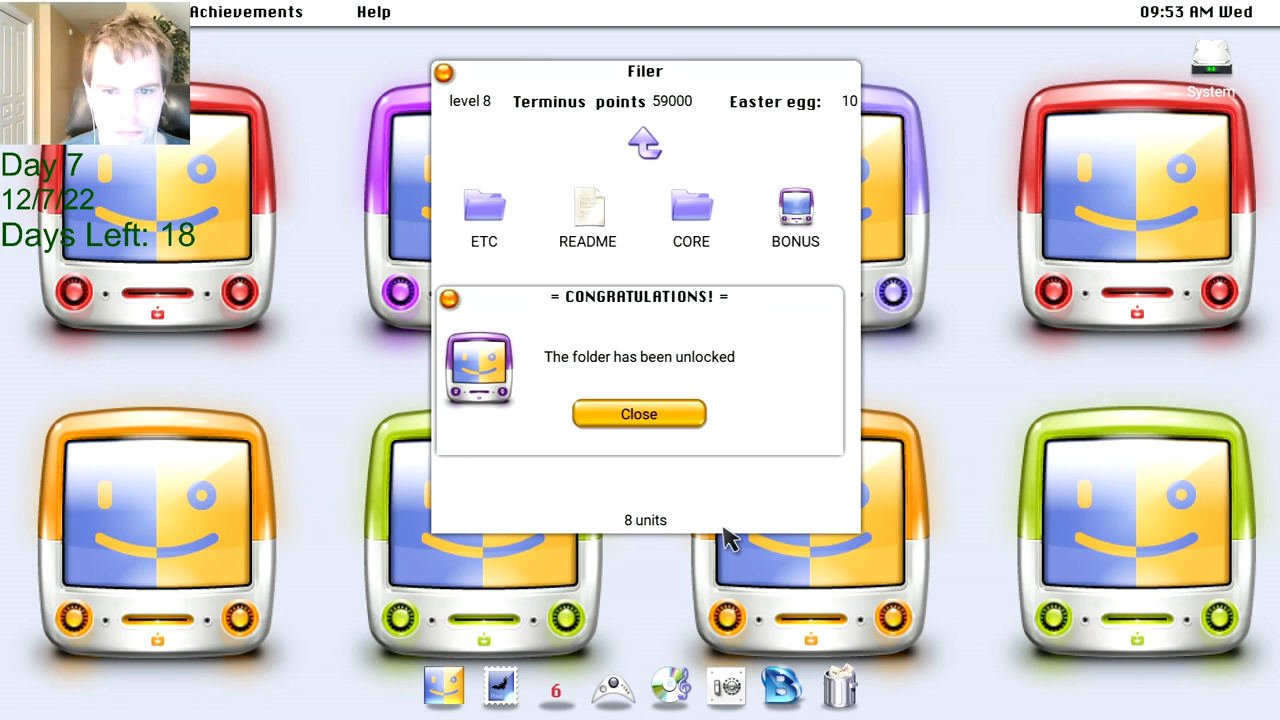 Achievements Help 09:53 AM Wed
System
Day 7
12/7/22
Days Left: 18
Filer
level 8 Terminus points 59000 Easter egg: 10
ETC README CORE BONUS
= CONGRATULATIONS! =
The folder has been unlocked
Close
8 units
6